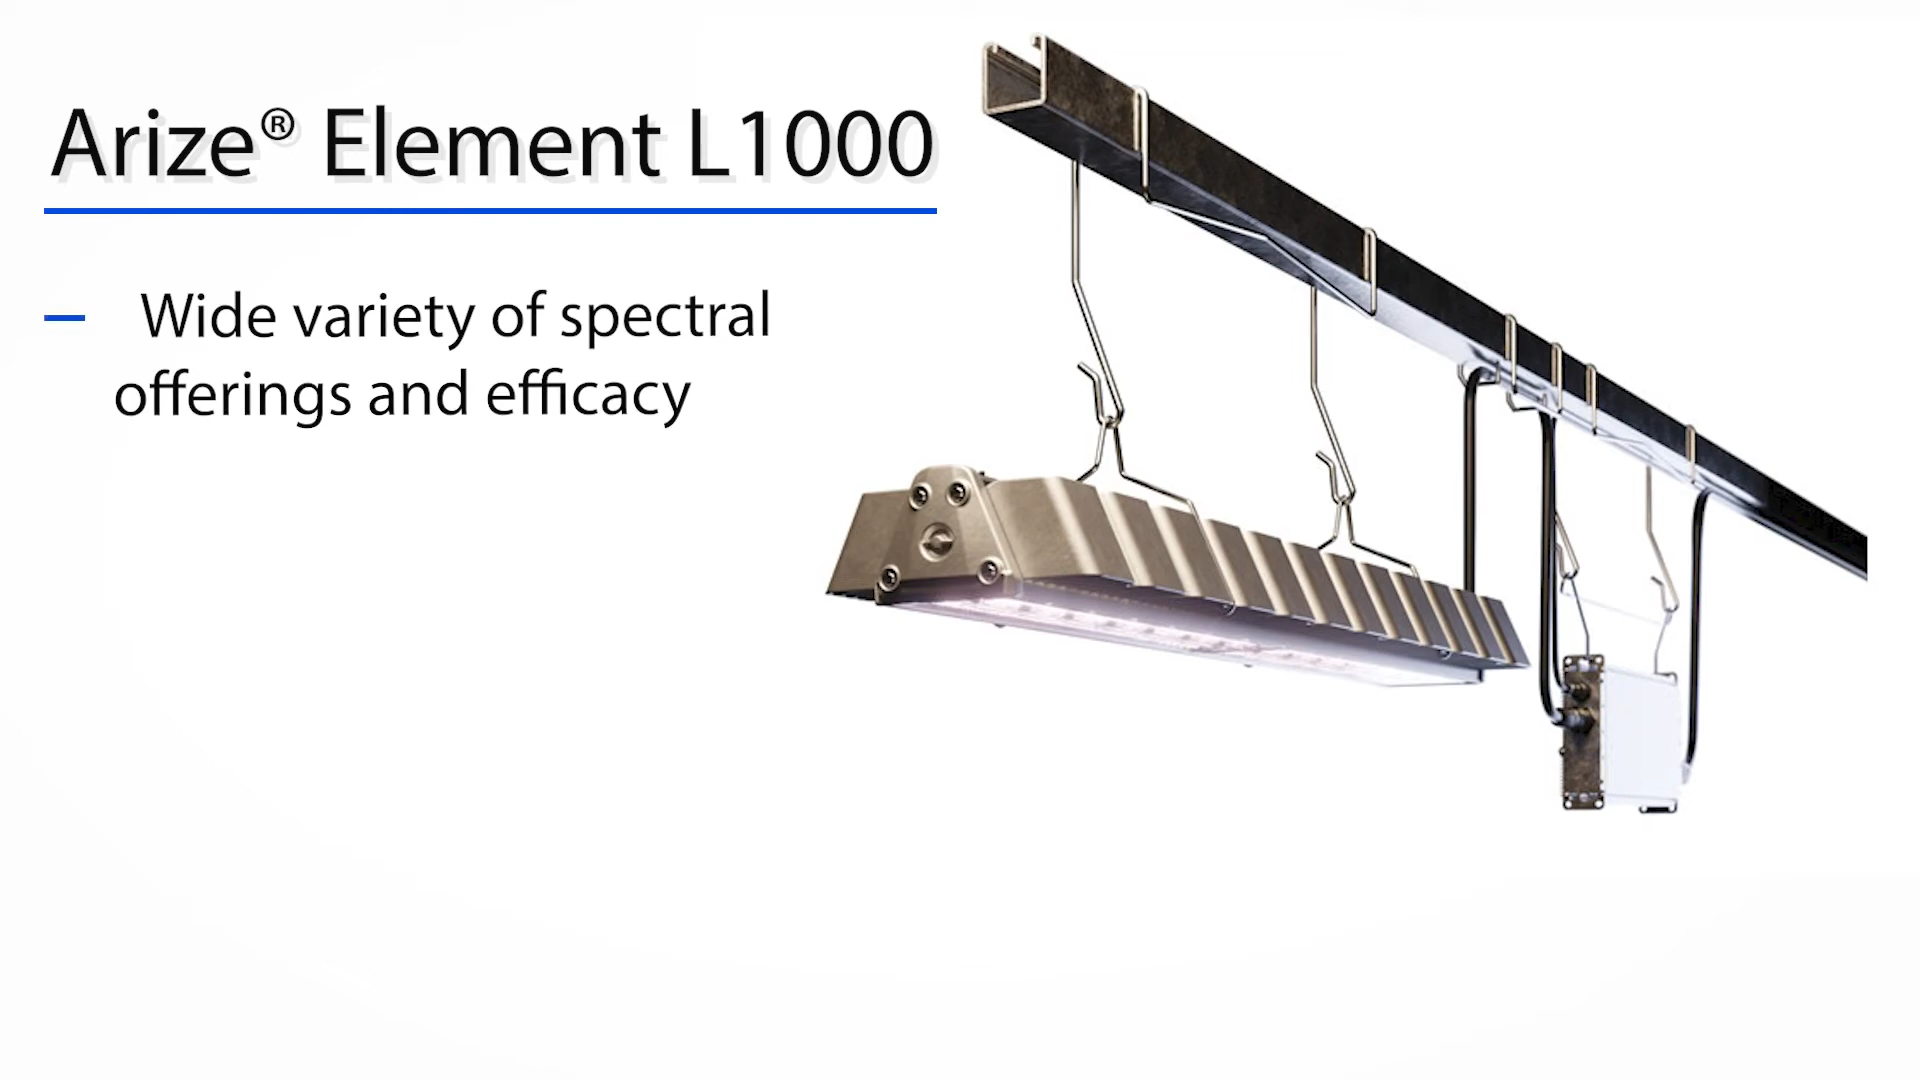 Arize® Element L1000
– Wide variety of spectral
offerings and efficacy